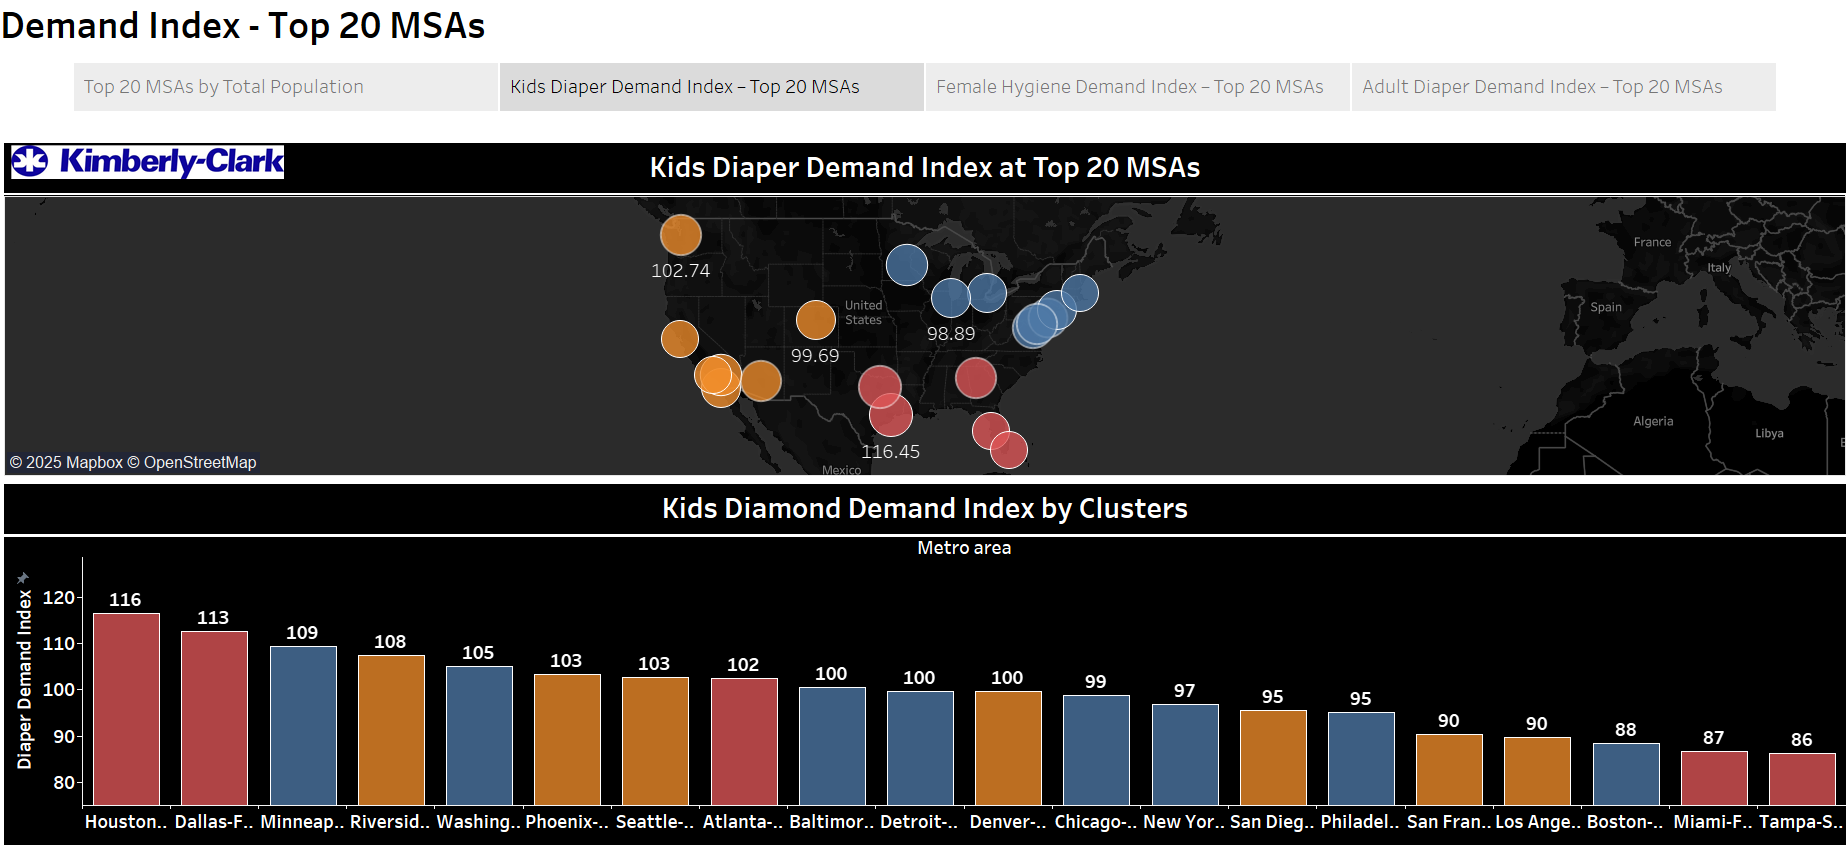 Demand Index - Top 20 MSAs
Top 20 MSAs by Total Population
Kids Diaper Demand Index – Top 20 MSAs
Female Hygiene Demand Index – Top 20 MSAs
Adult Diaper Demand Index – Top 20 MSAs
Kimberly-Clark
Kids Diaper Demand Index at Top 20 MSAs
102.74
United
States
99.69
98.89
116.45
Mexico
France
Italy
Spain
Algeria
Libya
E
© 2025 Mapbox © OpenStreetMap
Kids Diamond Demand Index by Clusters
Metro area
Diaper Demand Index
120
110
100
90
80
116
113
109
108
105
103
103
102
100
100
100
99
97
95
95
90
90
88
87
86
Houston..
Dallas-F..
Minneap..
Riversid..
Washing..
Phoenix-..
Seattle-..
Atlanta-..
Baltimor..
Detroit-..
Denver-..
Chicago-..
New Yor..
San Dieg..
Philadel..
San Fran..
Los Ange..
Boston-..
Miami-F..
Tampa-S..